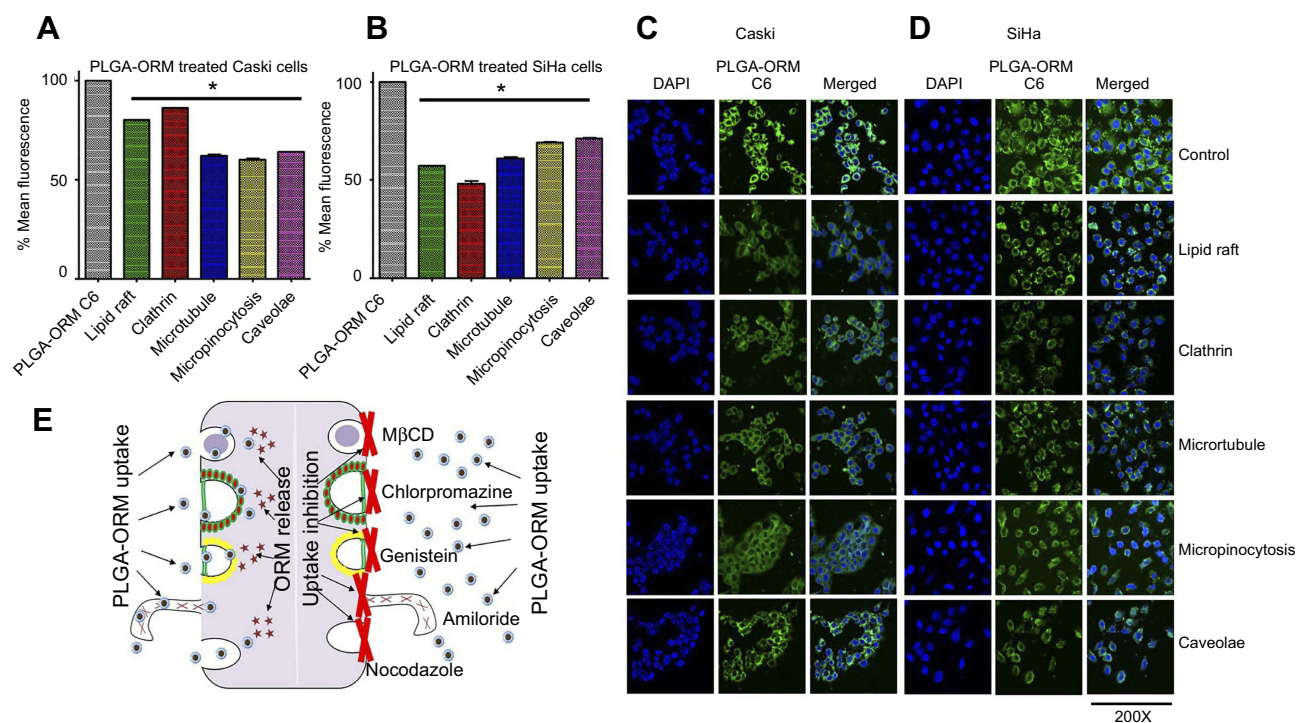 A
PLGA-ORM treated Caski cells
*
% Mean fluorescence
100
50
0
PLGA-ORM C6
Lipid raft
Clathrin
Microtubule
Micropinocytosis
Caveolae
B
PLGA-ORM treated SiHa cells
*
% Mean fluorescence
100
50
0
PLGA-ORM C6
Lipid raft
Clathrin
Microtubule
Micropinocytosis
Caveolae
C
Caski
DAPI
PLGA-ORM
C6
Merged
D
SiHa
DAPI
PLGA-ORM
C6
Merged
Control
Lipid raft
Clathrin
Micrortubule
Micropinocytosis
Caveolae
200X
E
PLGA-ORM uptake
ORM release
Uptake inhibition
MβCD
Chlorpromazine
Genistein
Amiloride
Nocodazole
PLGA-ORM uptake